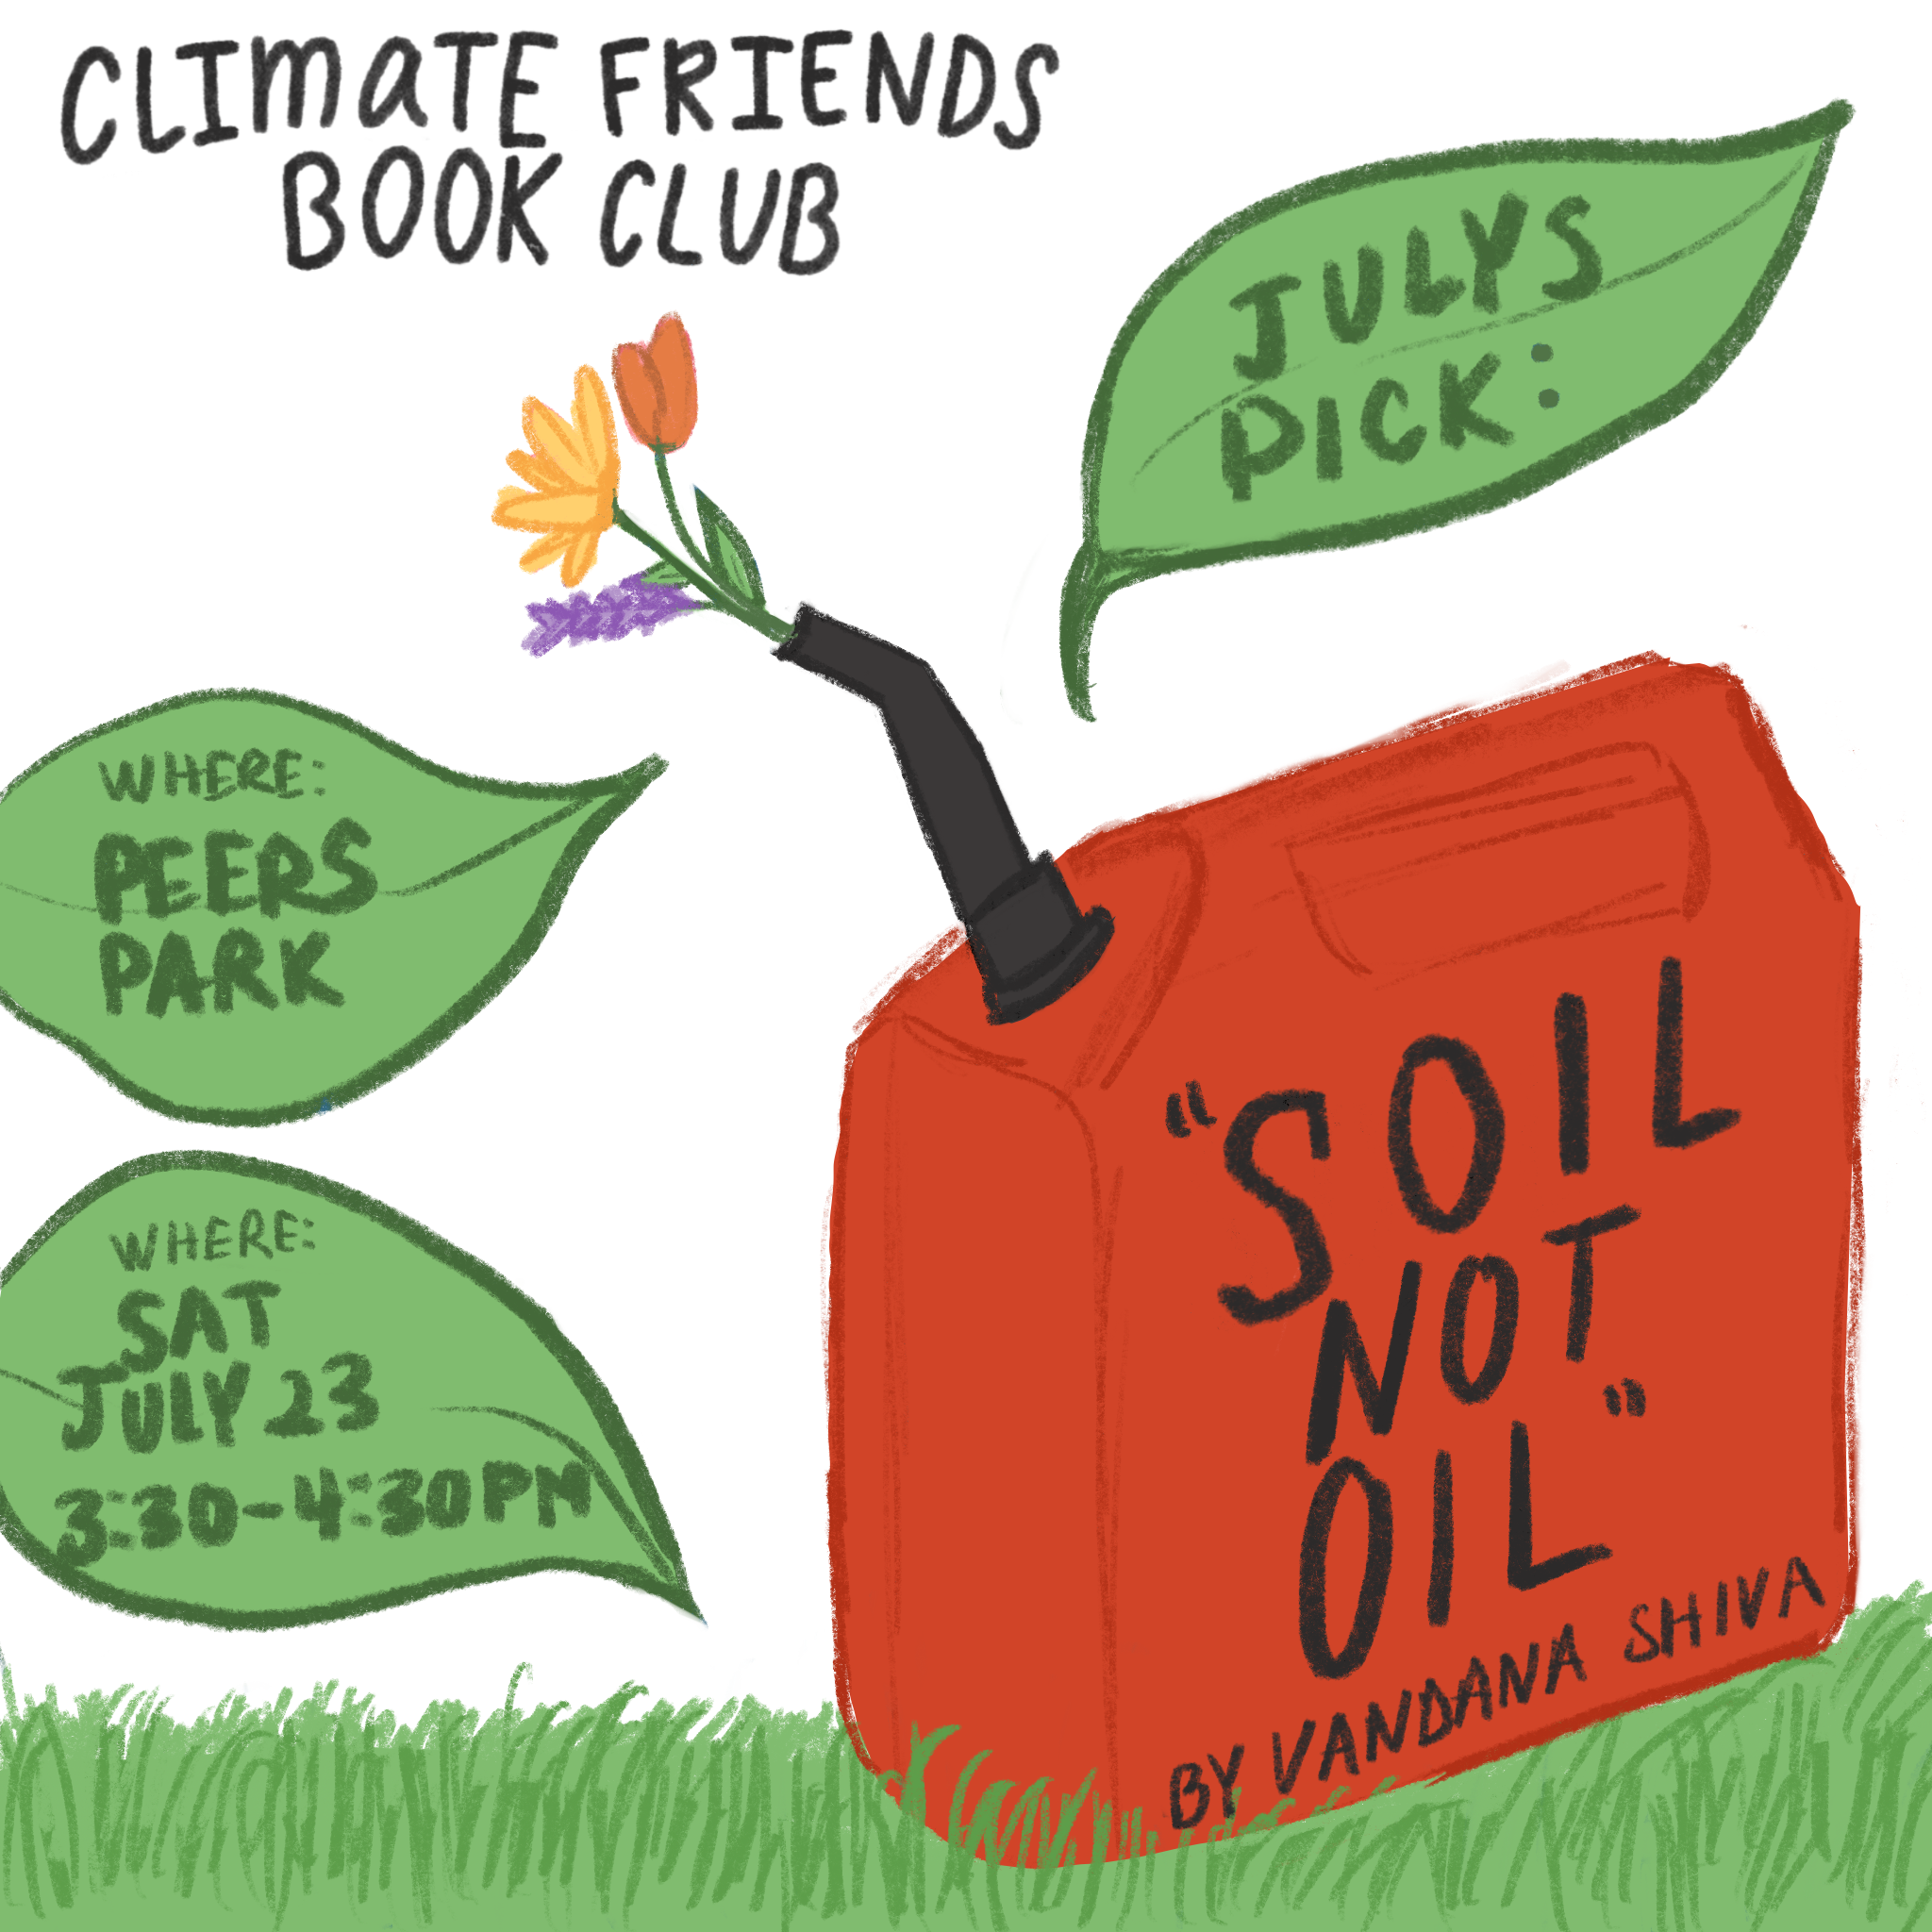 CLIMATE FRIENDS
BOOK CLUB
JULYS
PICK:
WHERE:
PEERS
PARK
WHERE:
SAT
JULY 23
3:30-4:30PM
"SOIL
NOT
OIL"
BY VANDANA SHIVA